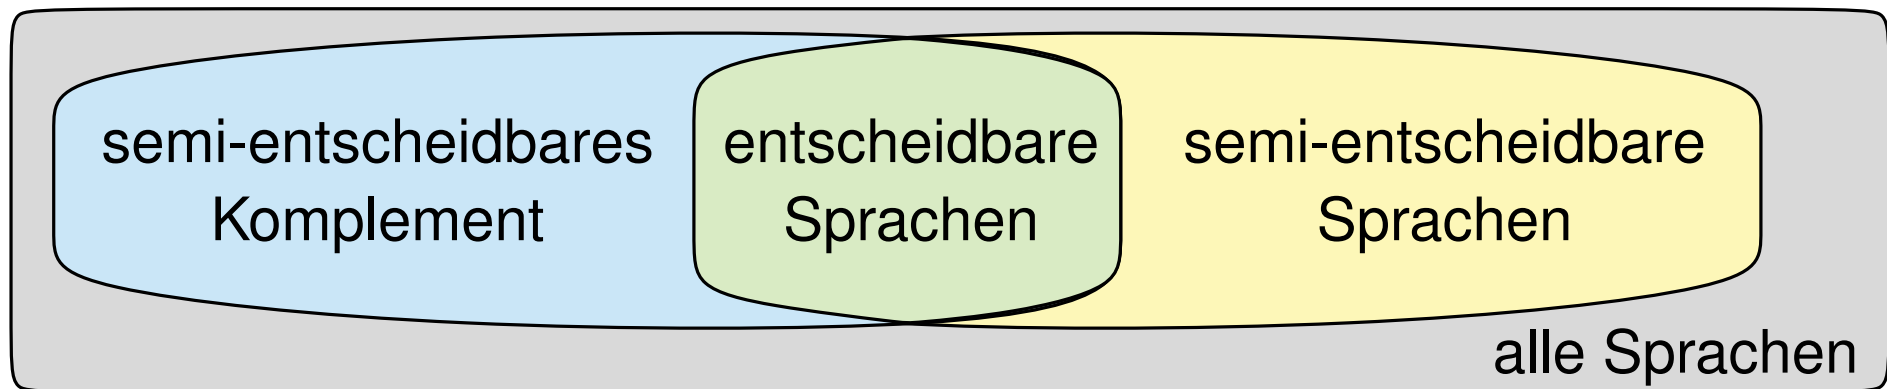 semi-entscheidbares
Komplement
entscheidbare
Sprachen
semi-entscheidbare
Sprachen
alle Sprachen